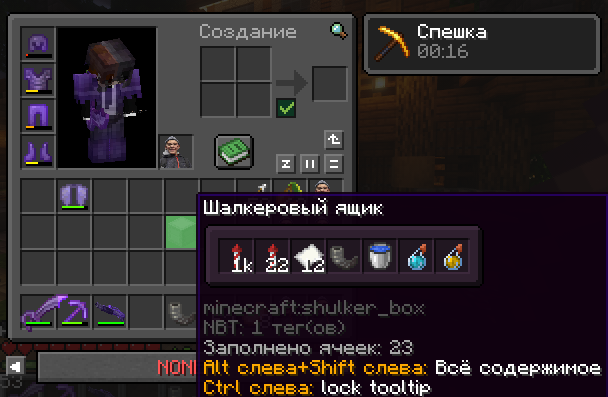 Создание
Спешка
00:16
Шалкеровый ящик
1k 22 12
minecraft:shulker_box
NBT: 1 тег(ов)
Заполнено ячеек: 23
Alt слева+Shift слева: Всё содержимое
Ctrl слева: lock tooltip